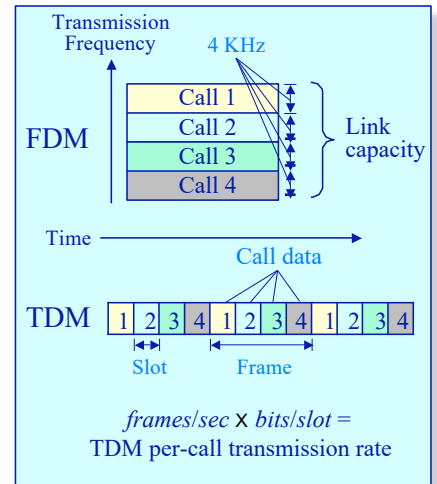 Transmission
Frequency
4 KHz
FDM
Call 1
Call 2
Call 3
Call 4
Link
capacity
Time
Call data
TDM
1 2 3 4 1 2 3 4 1 2 3 4
Slot
Frame
frames/sec x bits/slot =
TDM per-call transmission rate